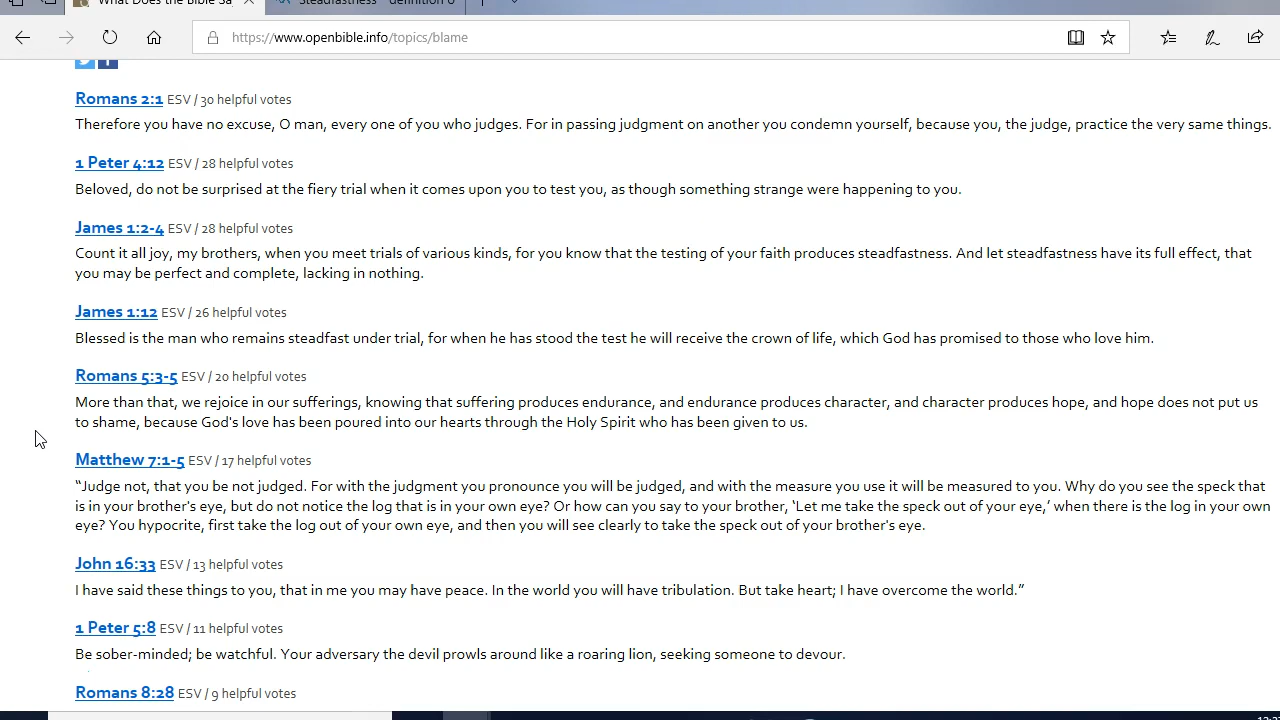 What Does the Bible Sa
Steadfastness definition o
https://www.openbible.info/topics/blame
Romans 2:1 ESV / 30 helpful votes
Therefore you have no excuse, O man, every one of you who judges. For in passing judgment on another you condemn yourself, because you, the judge, practice the very same things.
1 Peter 4:12 ESV / 28 helpful votes
Beloved, do not be surprised at the fiery trial when it comes upon you to test you, as though something strange were happening to you.
James 1:2-4 ESV / 28 helpful votes
Count it all joy, my brothers, when you meet trials of various kinds, for you know that the testing of your faith produces steadfastness. And let steadfastness have its full effect, that
you may be perfect and complete, lacking in nothing.
James 1:12 ESV / 26 helpful votes
Blessed is the man who remains steadfast under trial, for when he has stood the test he will receive the crown of life, which God has promised to those who love him.
Romans 5:3-5 ESV / 20 helpful votes
More than that, we rejoice in our sufferings, knowing that suffering produces endurance, and endurance produces character, and character produces hope, and hope does not put us
to shame, because God's love has been poured into our hearts through the Holy Spirit who has been given to us.
Matthew 7:1-5 ESV / 17 helpful votes
“Judge not, that you be not judged. For with the judgment you pronounce you will be judged, and with the measure you use it will be measured to you. Why do you see the speck that
is in your brother's eye, but do not notice the log that is in your own eye? Or how can you say to your brother, ‘Let me take the speck out of your eye,’ when there is the log in your own
eye? You hypocrite, first take the log out of your own eye, and then you will see clearly to take the speck out of your brother's eye.
John 16:33 ESV / 13 helpful votes
I have said these things to you, that in me you may have peace. In the world you will have tribulation. But take heart; I have overcome the world.”
1 Peter 5:8 ESV / 11 helpful votes
Be sober-minded; be watchful. Your adversary the devil prowls around like a roaring lion, seeking someone to devour.
Romans 8:28 ESV / 9 helpful votes